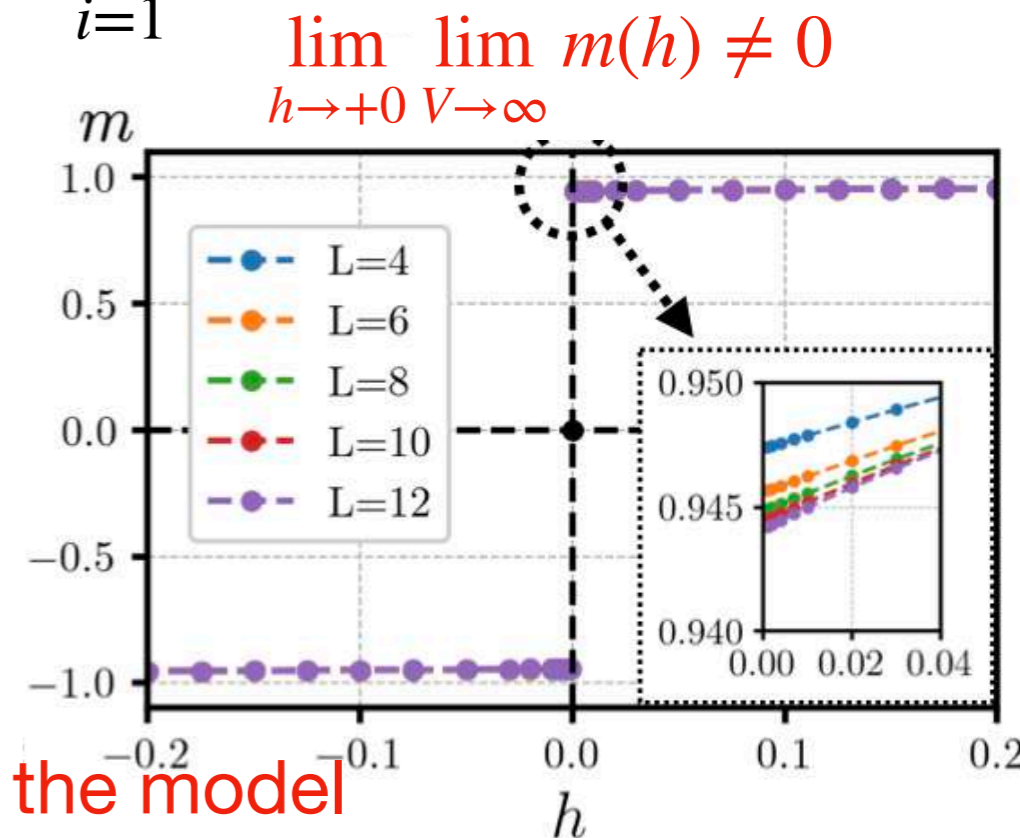 i=1
lim lim m(h) ≠ 0
h→+0 V→∞
m
1.0
0.5
0.0
−0.5
−1.0
L=4
L=6
L=8
L=10
L=12
0.950
0.945
0.940
0.00 0.02 0.04
−0.2 −0.1 0.0 0.1 0.2
the model
h